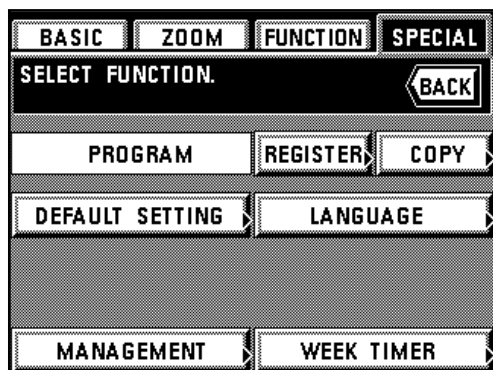 BASIC ZOOM FUNCTION SPECIAL
SELECT FUNCTION.
BACK
PROGRAM REGISTER COPY
DEFAULT SETTING LANGUAGE
MANAGEMENT WEEK TIMER